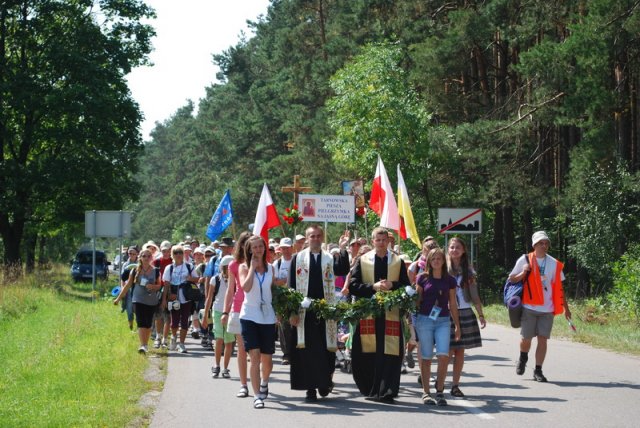 TARNOWSKA
PIESZA
PIELGRZYMKA
NA JASNĄ GÓRĘ